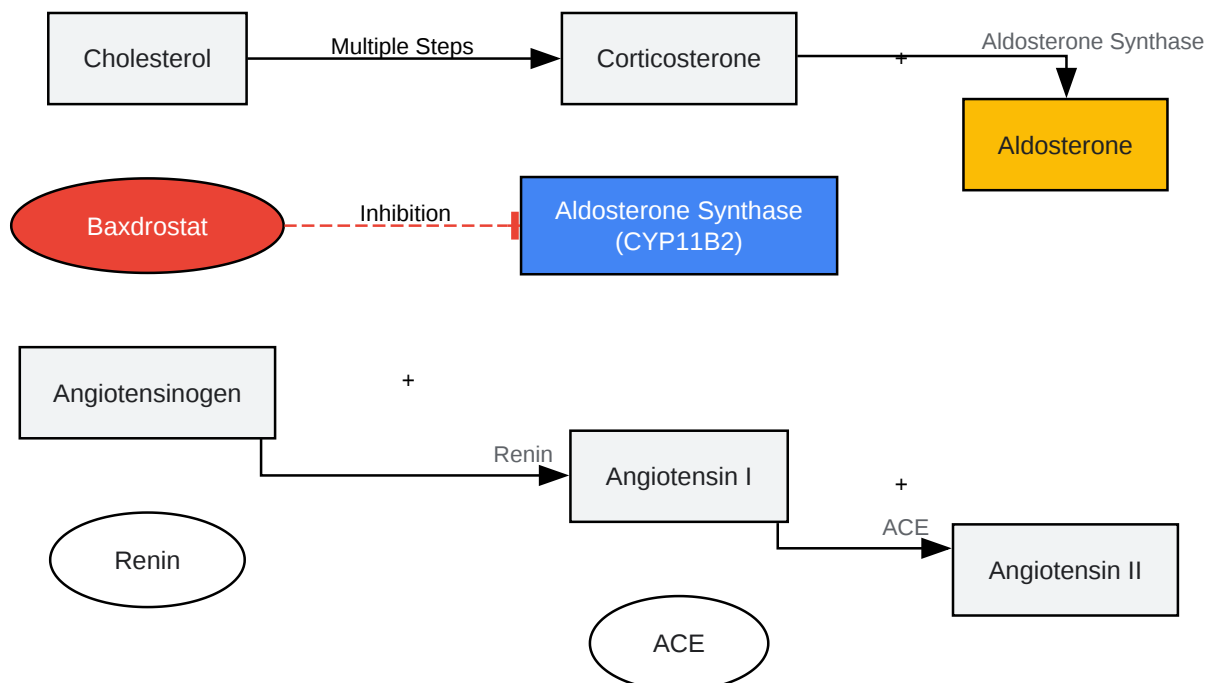 Cholesterol
Multiple Steps
Corticosterone
+
Aldosterone Synthase
Aldosterone
Baxdrostat
Inhibition
Aldosterone Synthase
(CYP11B2)
Angiotensinogen
+
Renin
Angiotensin I
+
ACE
Renin
Angiotensin II
ACE